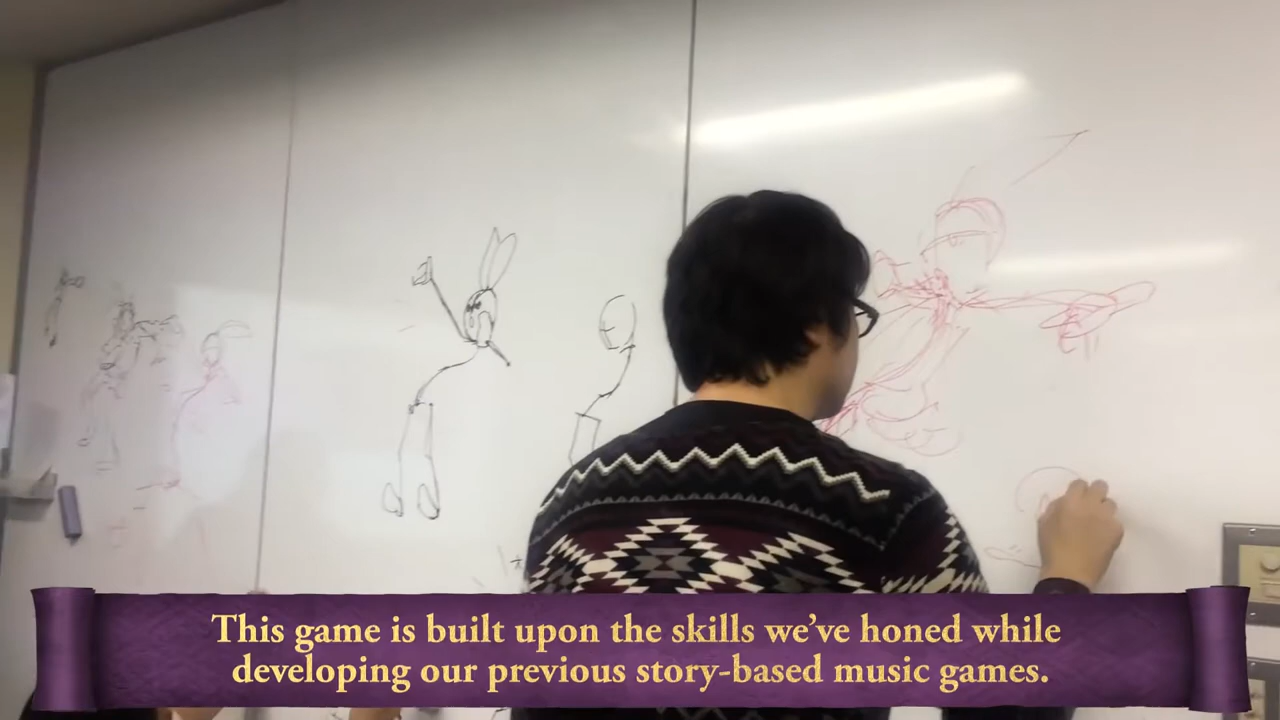 This game is built upon the skills we've honed while
developing our previous story-based music games.